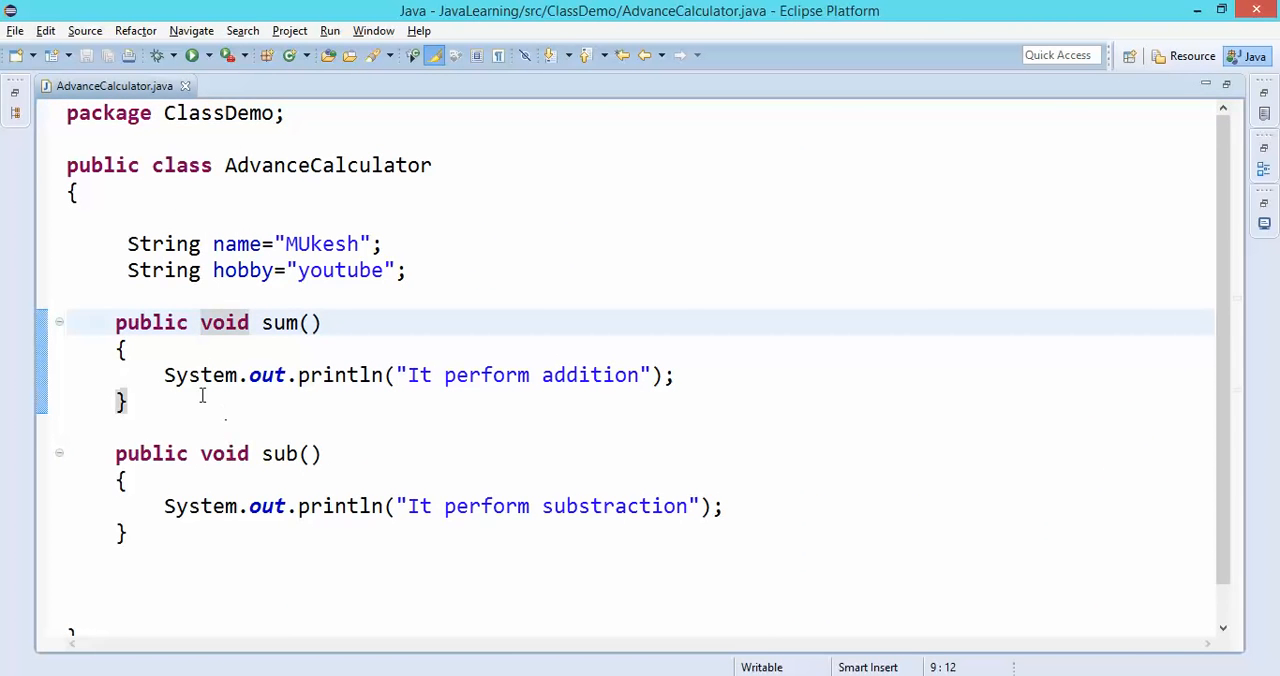 Java - JavaLearning/src/ClassDemo/AdvanceCalculator.java - Eclipse Platform
File Edit Source Refactor Navigate Search Project Run Window Help
Quick Access Resource Java
AdvanceCalculator.java
package ClassDemo;
public class AdvanceCalculator
{
String name="MUkesh";
String hobby="youtube";
public void sum()
{
System.out.println("It perform addition");
}
public void sub()
{
System.out.println("It perform substraction");
}
}
Writable Smart Insert 9 : 12